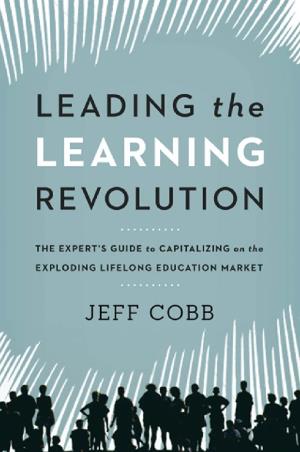 LEADING the
LEARNING
REVOLUTION
THE EXPERT'S GUIDE to CAPITALIZING on the
EXPLODING LIFELONG EDUCATION MARKET
JEFF COBB